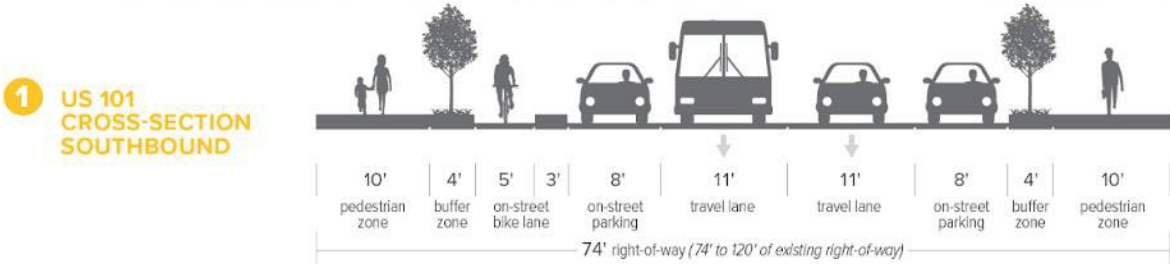 1 US 101
CROSS-SECTION
SOUTHBOUND
10' 4' 5' 3' 8' 11' 11' 8' 4' 10'
pedestrian zone
buffer zone
on-street bike lane
on-street parking
travel lane
travel lane
on-street parking
buffer zone
pedestrian zone
74' right-of-way (74' to 120' of existing right-of-way)